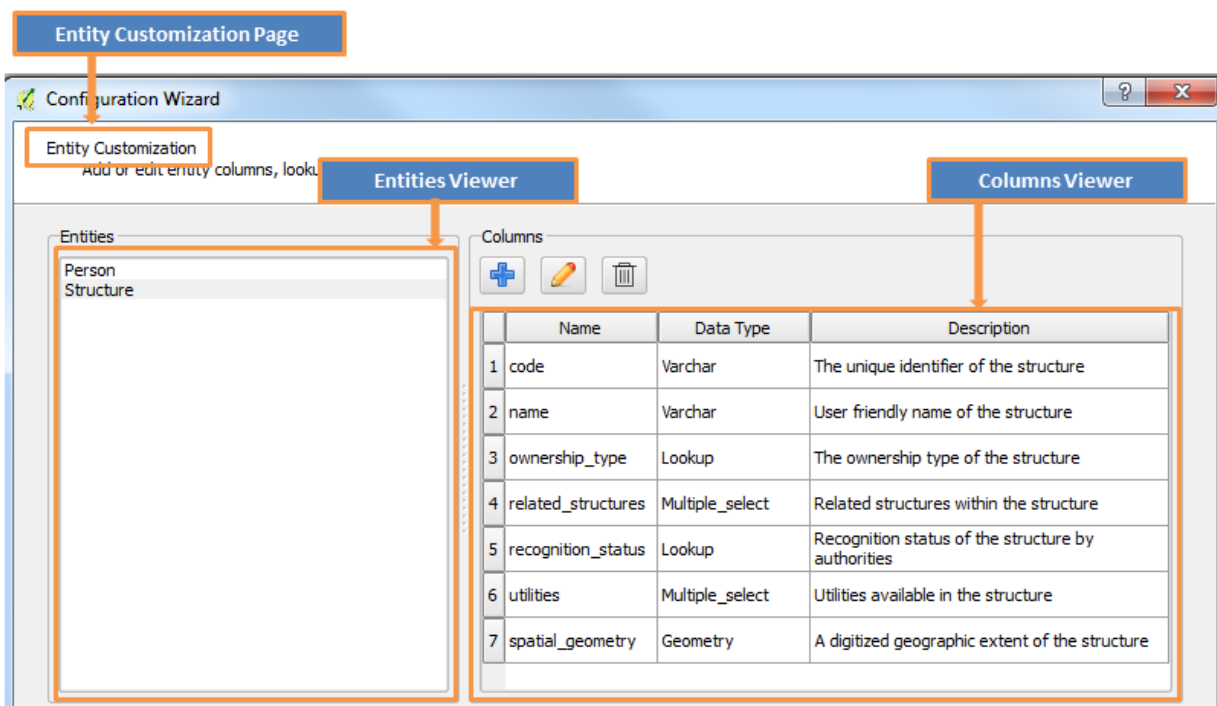 Entity Customization Page
Configuration Wizard
?
X
Entity Customization
Add or edit entity columns, looku
Entities Viewer
Columns Viewer
Entities
Columns
Person
Structure
Name Data Type Description
1 code Varchar The unique identifier of the structure
2 name Varchar User friendly name of the structure
3 ownership_type Lookup The ownership type of the structure
4 related_structures Multiple_select Related structures within the structure
5 recognition_status Lookup Recognition status of the structure by
authorities
6 utilities Multiple_select Utilities available in the structure
7 spatial_geometry Geometry A digitized geographic extent of the structure